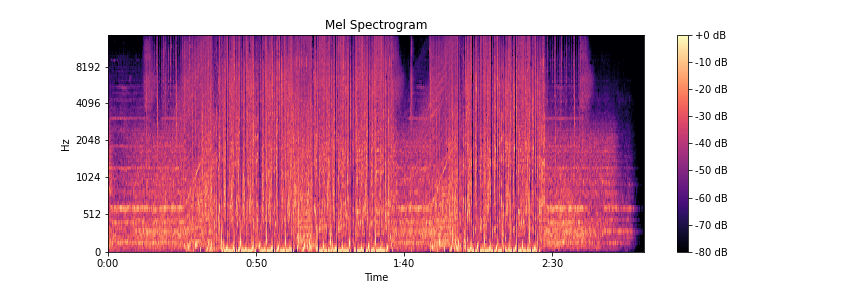 Mel Spectrogram
Hz
8192
4096
2048
1024
512
0
0:00
0:50
1:40
2:30
Time
+0 dB
-10 dB
-20 dB
-30 dB
-40 dB
-50 dB
-60 dB
-70 dB
-80 dB